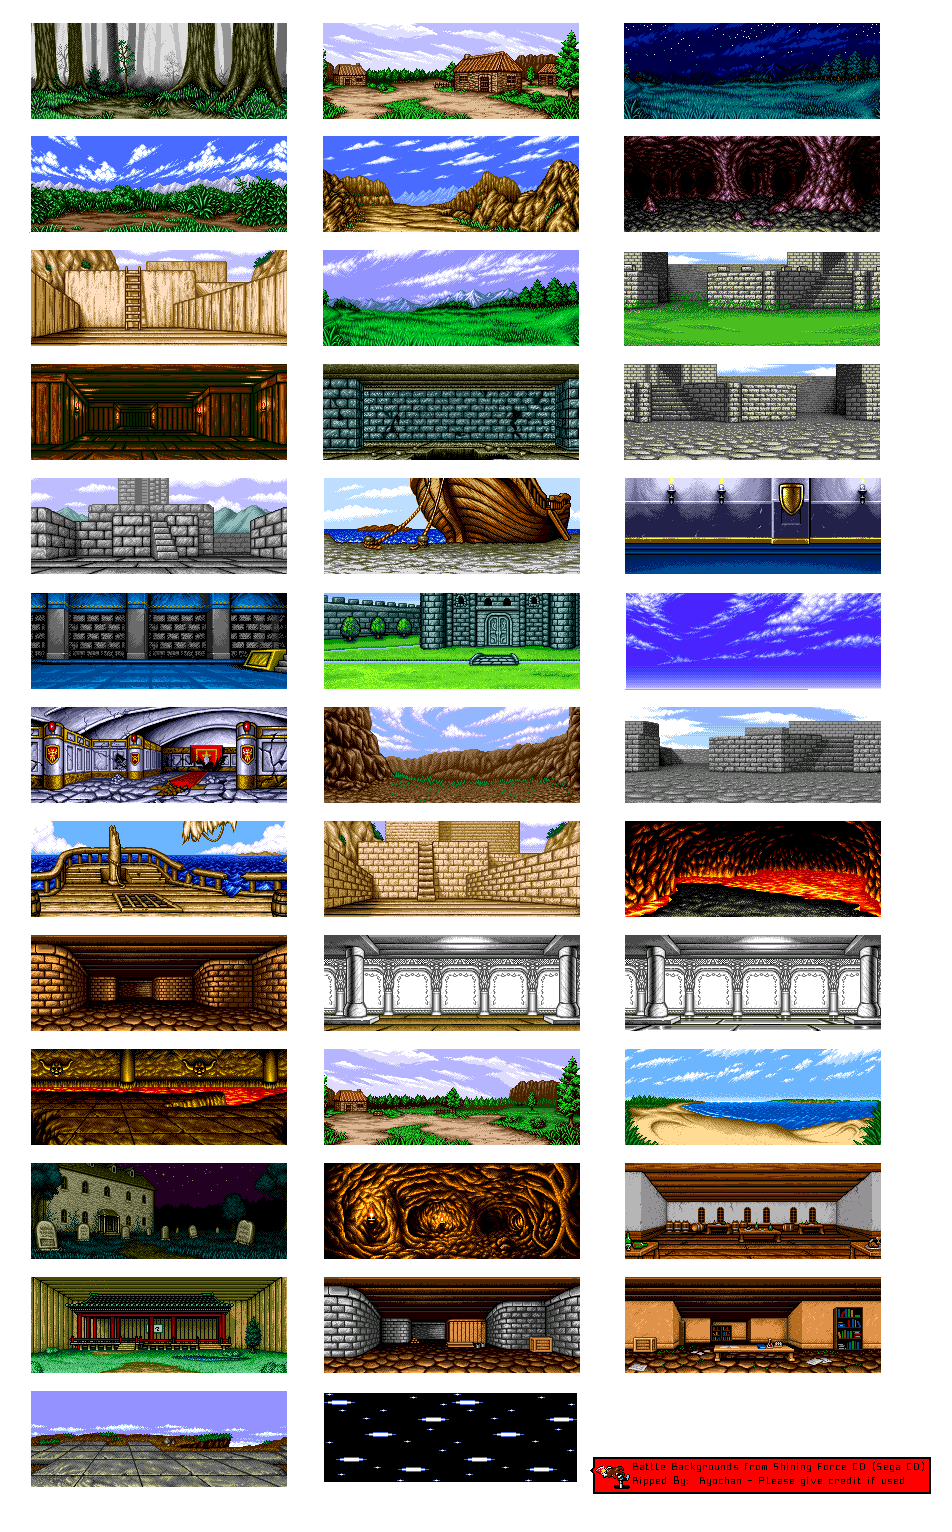 Battle Backgrounds from Shining Force CD (Sega CD)
Ripped By: Ryochan - Please give credit if used